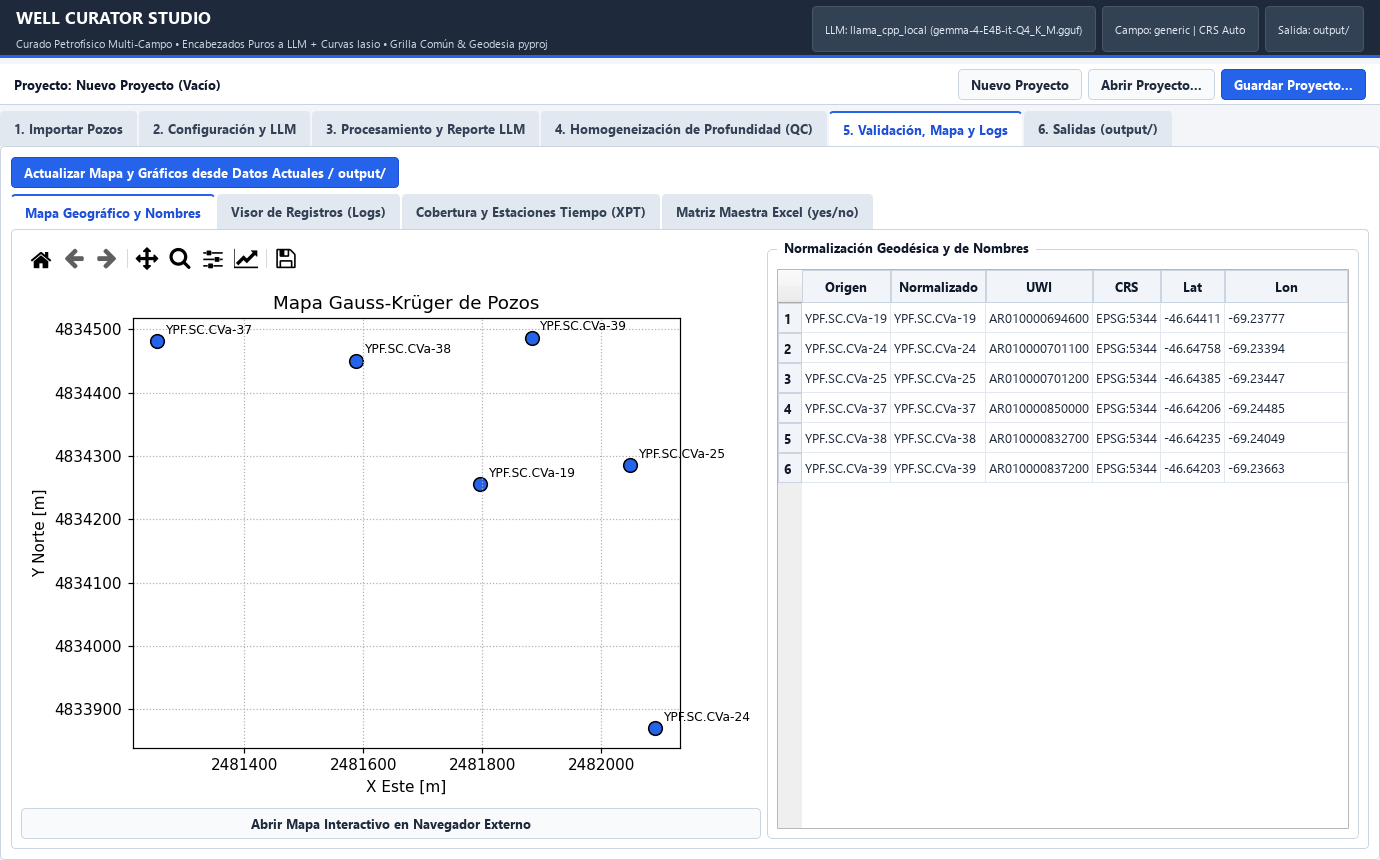 WELL CURATOR STUDIO
Curado Petrofísico Multi-Campo • Encabezados Puros a LLM + Curvas lasio • Grilla Común & Geodesia pyproj
LLM: llama_cpp_local (gemma-4-E4B-it-Q4_K_M.gguf)
Campo: generic | CRS Auto
Salida: output/
Proyecto: Nuevo Proyecto (Vacío)
Nuevo Proyecto
Abrir Proyecto...
Guardar Proyecto...
1. Importar Pozos
2. Configuración y LLM
3. Procesamiento y Reporte LLM
4. Homogeneización de Profundidad (QC)
5. Validación, Mapa y Logs
6. Salidas (output/)
Actualizar Mapa y Gráficos desde Datos Actuales / output/
Mapa Geográfico y Nombres
Visor de Registros (Logs)
Cobertura y Estaciones Tiempo (XPT)
Matriz Maestra Excel (yes/no)
Mapa Gauss-Krüger de Pozos
4834500
4834400
4834300
4834200
4834100
4834000
4833900
Y Norte [m]
YPF.SC.CVa-37
YPF.SC.CVa-38
YPF.SC.CVa-39
YPF.SC.CVa-25
YPF.SC.CVa-19
YPF.SC.CVa-24
2481400 2481600 2481800 2482000
X Este [m]
Abrir Mapa Interactivo en Navegador Externo
Normalización Geodésica y de Nombres
Origen Normalizado UWI CRS Lat Lon
1 YPF.SC.CVa-19 YPF.SC.CVa-19 AR010000694600 EPSG:5344 -46.64411 -69.23777
2 YPF.SC.CVa-24 YPF.SC.CVa-24 AR010000701100 EPSG:5344 -46.64758 -69.23394
3 YPF.SC.CVa-25 YPF.SC.CVa-25 AR010000701200 EPSG:5344 -46.64385 -69.23447
4 YPF.SC.CVa-37 YPF.SC.CVa-37 AR010000850000 EPSG:5344 -46.64206 -69.24485
5 YPF.SC.CVa-38 YPF.SC.CVa-38 AR010000832700 EPSG:5344 -46.64235 -69.24049
6 YPF.SC.CVa-39 YPF.SC.CVa-39 AR010000837200 EPSG:5344 -46.64203 -69.23663